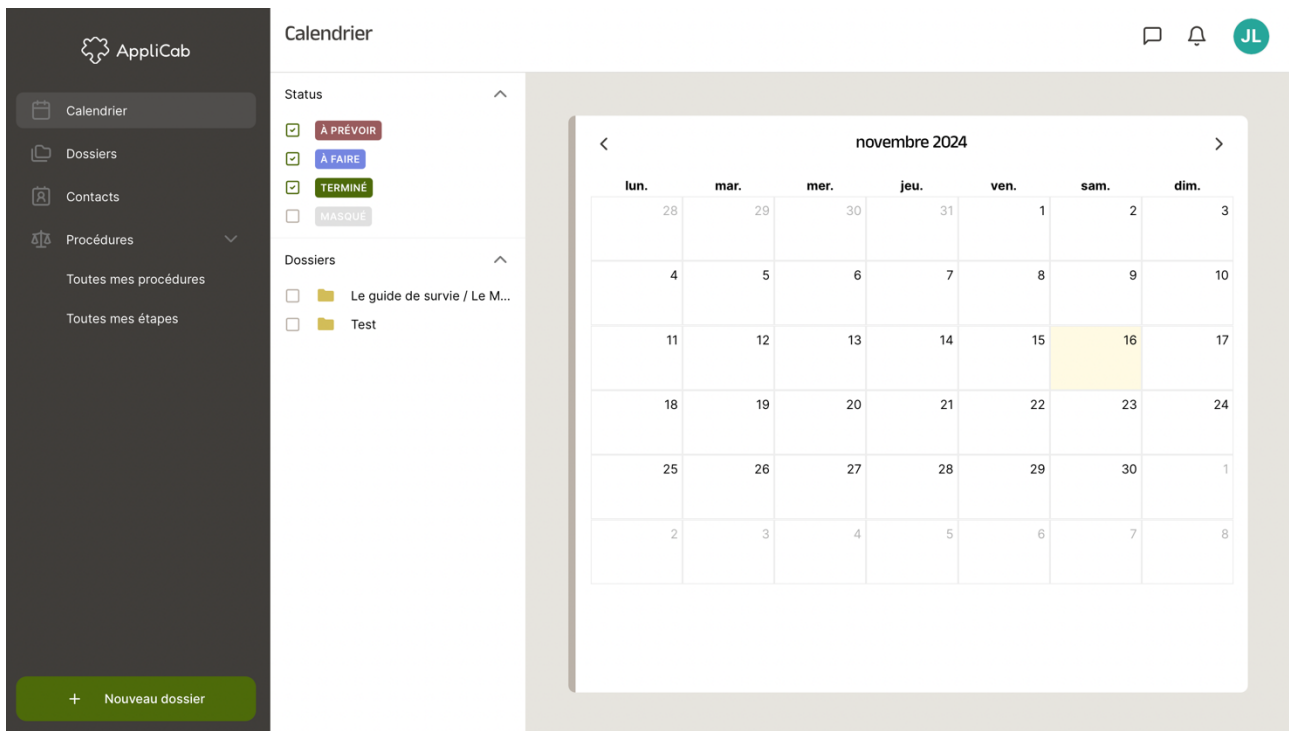 AppliCab
Calendrier
Dossiers
Contacts
Procédures
Toutes mes procédures
Toutes mes étapes
+ Nouveau dossier
Calendrier
JL
Status
À PRÉVOIR
À FAIRE
TERMINÉ
MASQUÉ
Dossiers
Le guide de survie / Le M...
Test
novembre 2024
lun. mar. mer. jeu. ven. sam. dim.
28 29 30 31 1 2 3
4 5 6 7 8 9 10
11 12 13 14 15 16 17
18 19 20 21 22 23 24
25 26 27 28 29 30 1
2 3 4 5 6 7 8